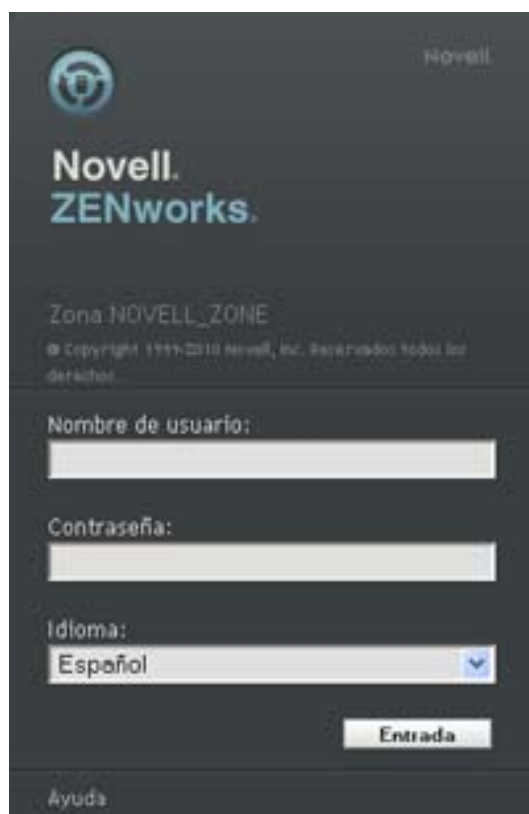 Novell.
Novell.
ZENworks.
Zona NOVELL_ZONE
© Copyright 1999-2010 Novell, Inc. Reservados todos los
derechos.
Nombre de usuario:
Contraseña:
Idioma:
Español
Entrada
Ayuda